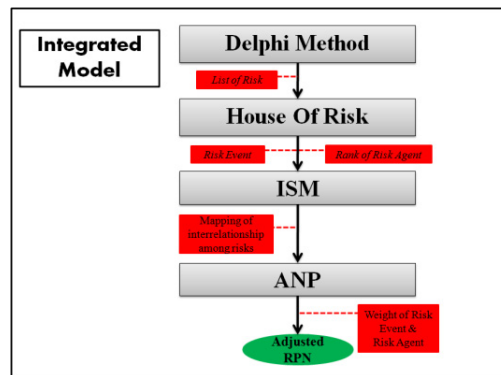 Integrated
Model
Delphi Method
List of Risk
House Of Risk
Risk Event
Rank of Risk Agent
ISM
Mapping of
interrelationship
among risks
ANP
Weight of Risk
Event &
Risk Agent
Adjusted
RPN